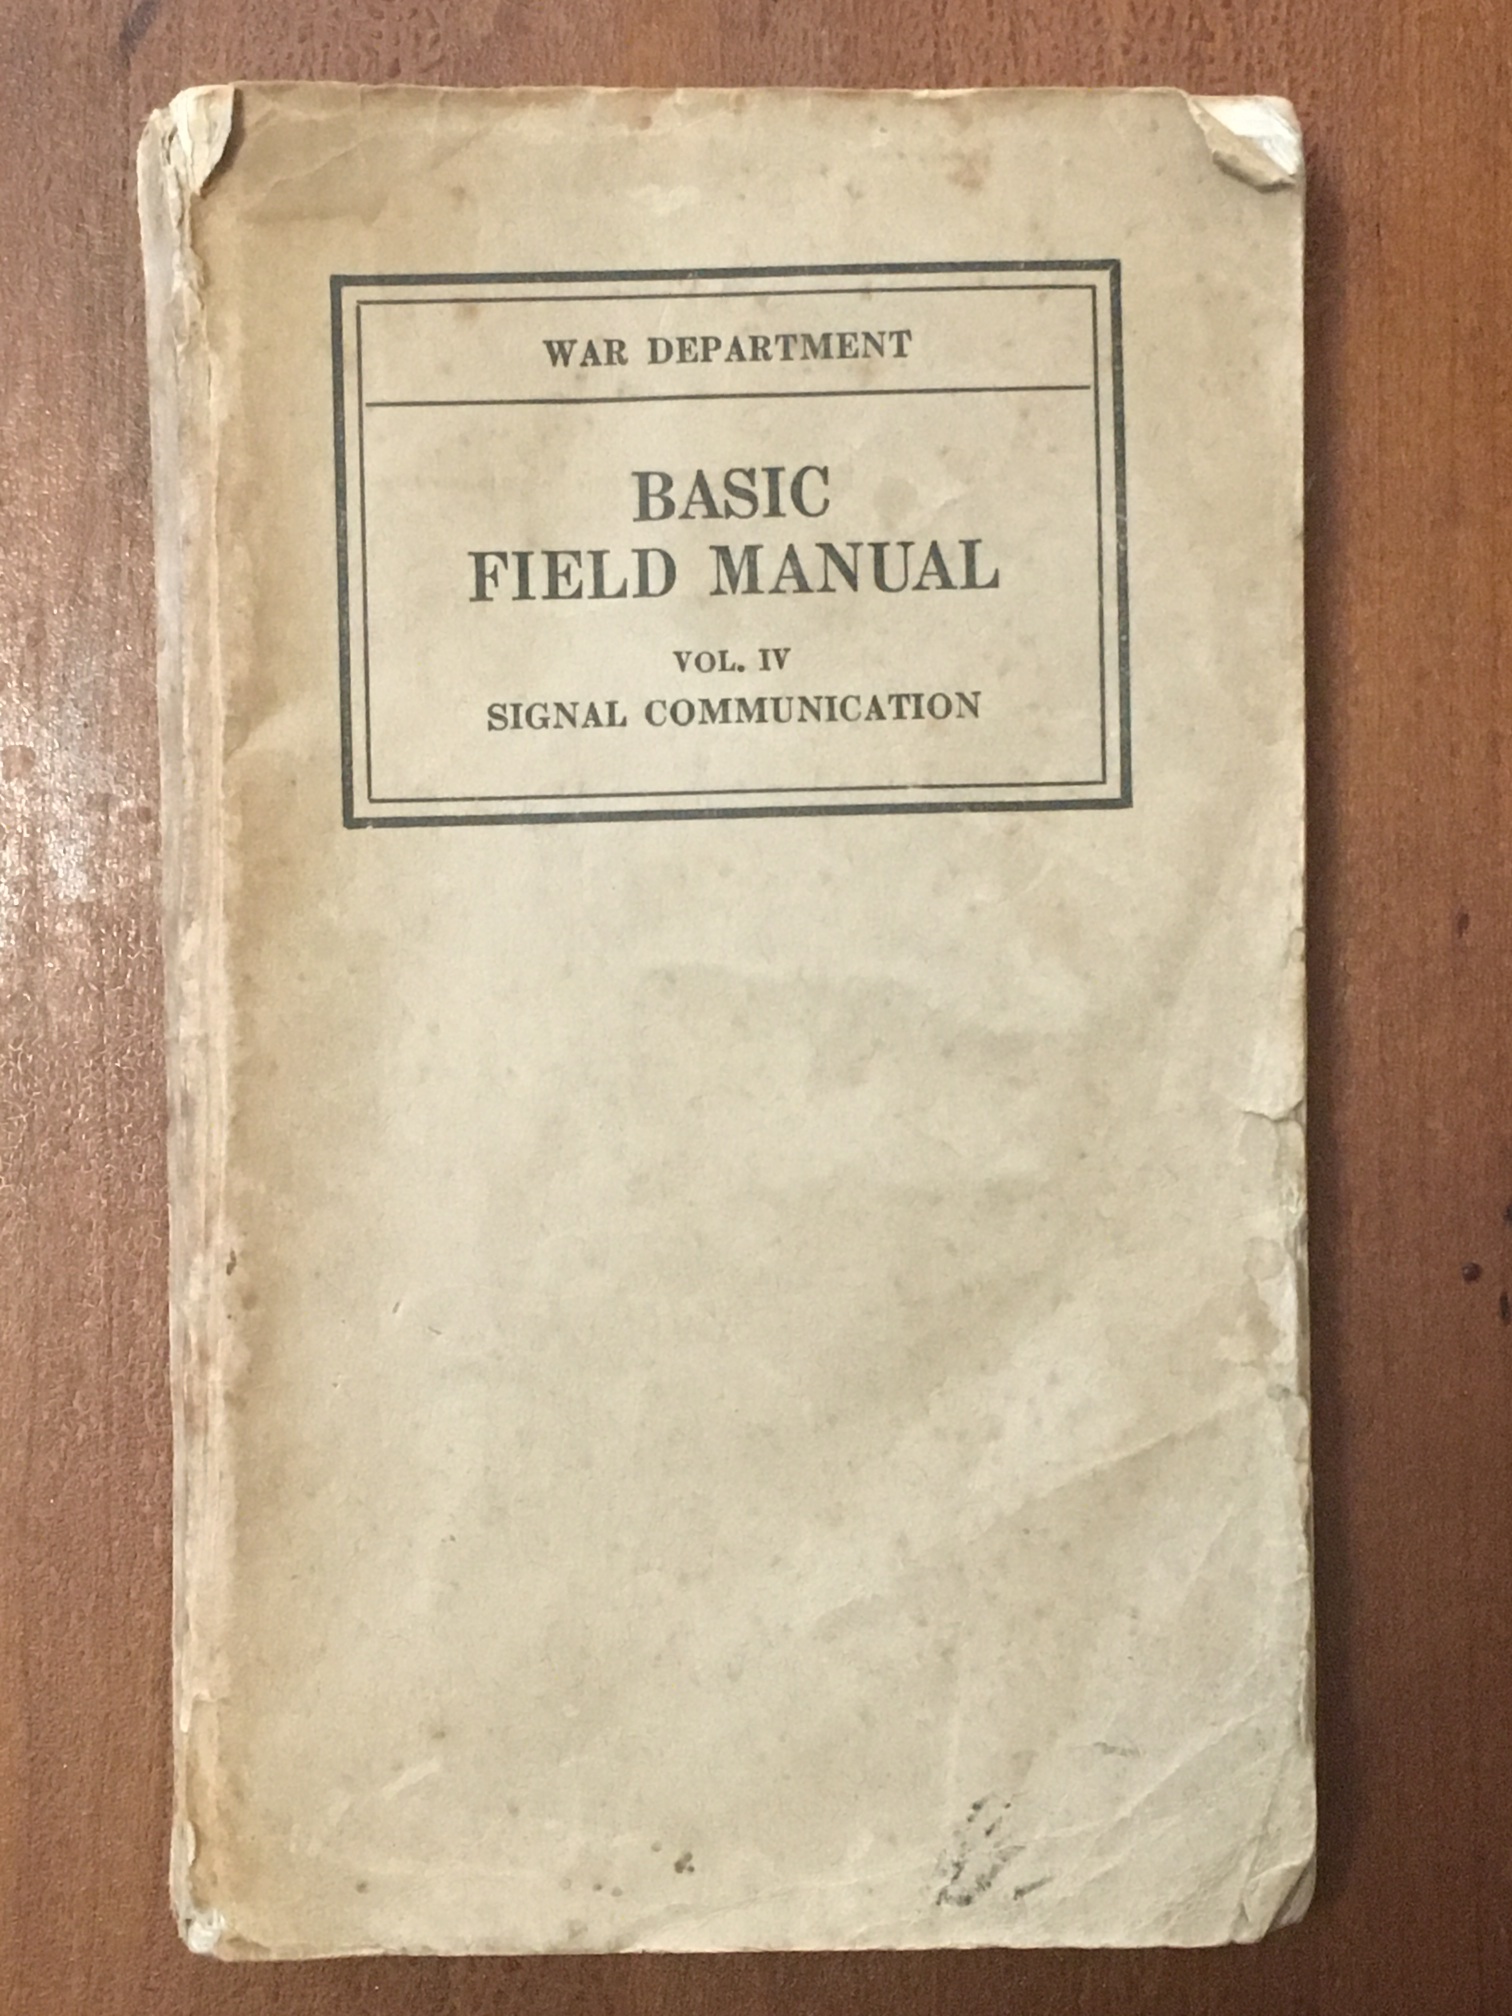 WAR DEPARTMENT
BASIC
FIELD MANUAL
VOL. IV
SIGNAL COMMUNICATION